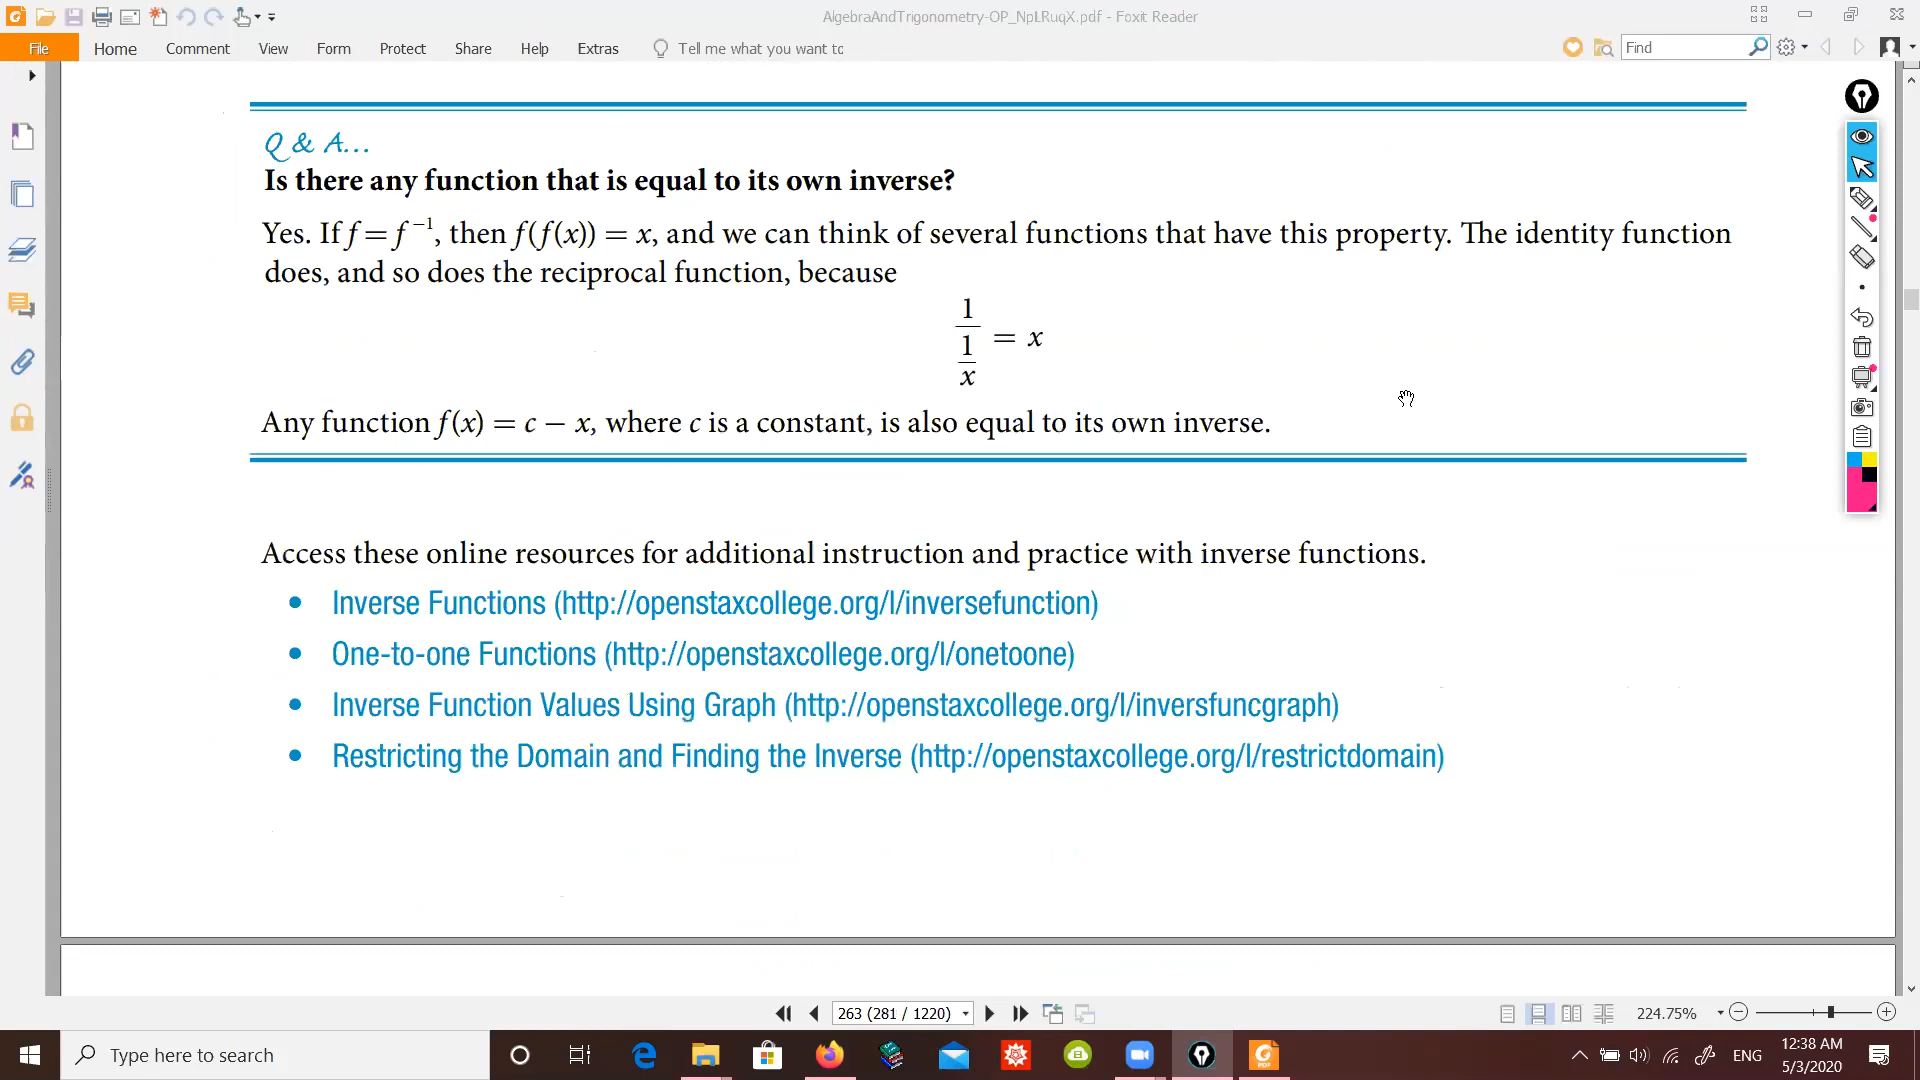 AlgebraAndTrigonometry-OP_NpLRuqX.pdf - Foxit Reader
File Home Comment View Form Protect Share Help Extras Tell me what you want to Find
Q & A...
Is there any function that is equal to its own inverse?
Yes. If f = f ⁻¹, then f(f(x)) = x, and we can think of several functions that have this property. The identity function
does, and so does the reciprocal function, because
1
1 = x
x
Any function f(x) = c − x, where c is a constant, is also equal to its own inverse.
Access these online resources for additional instruction and practice with inverse functions.
• Inverse Functions (http://openstaxcollege.org/l/inversefunction)
• One-to-one Functions (http://openstaxcollege.org/l/onetoone)
• Inverse Function Values Using Graph (http://openstaxcollege.org/l/inversfuncgraph)
• Restricting the Domain and Finding the Inverse (http://openstaxcollege.org/l/restrictdomain)
263 (281 / 1220) 224.75%
Type here to search ENG 12:38 AM
5/3/2020